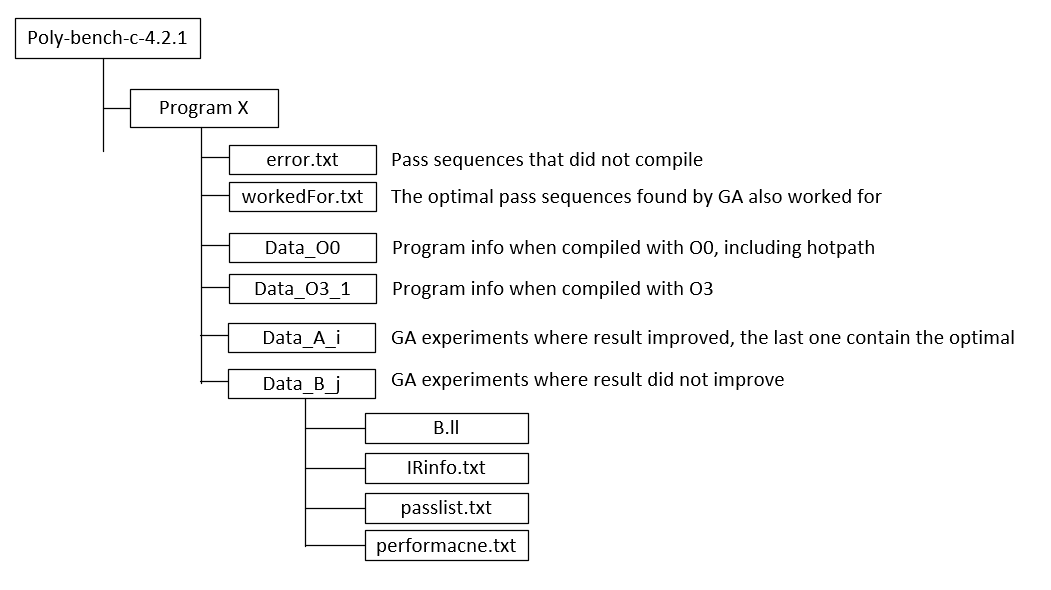 Poly-bench-c-4.2.1
Program X
error.txt Pass sequences that did not compile
workedFor.txt The optimal pass sequences found by GA also worked for
Data_O0 Program info when compiled with O0, including hotpath
Data_O3_1 Program info when compiled with O3
Data_A_i GA experiments where result improved, the last one contain the optimal
Data_B_j GA experiments where result did not improve
B.ll
IRinfo.txt
passlist.txt
performacne.txt